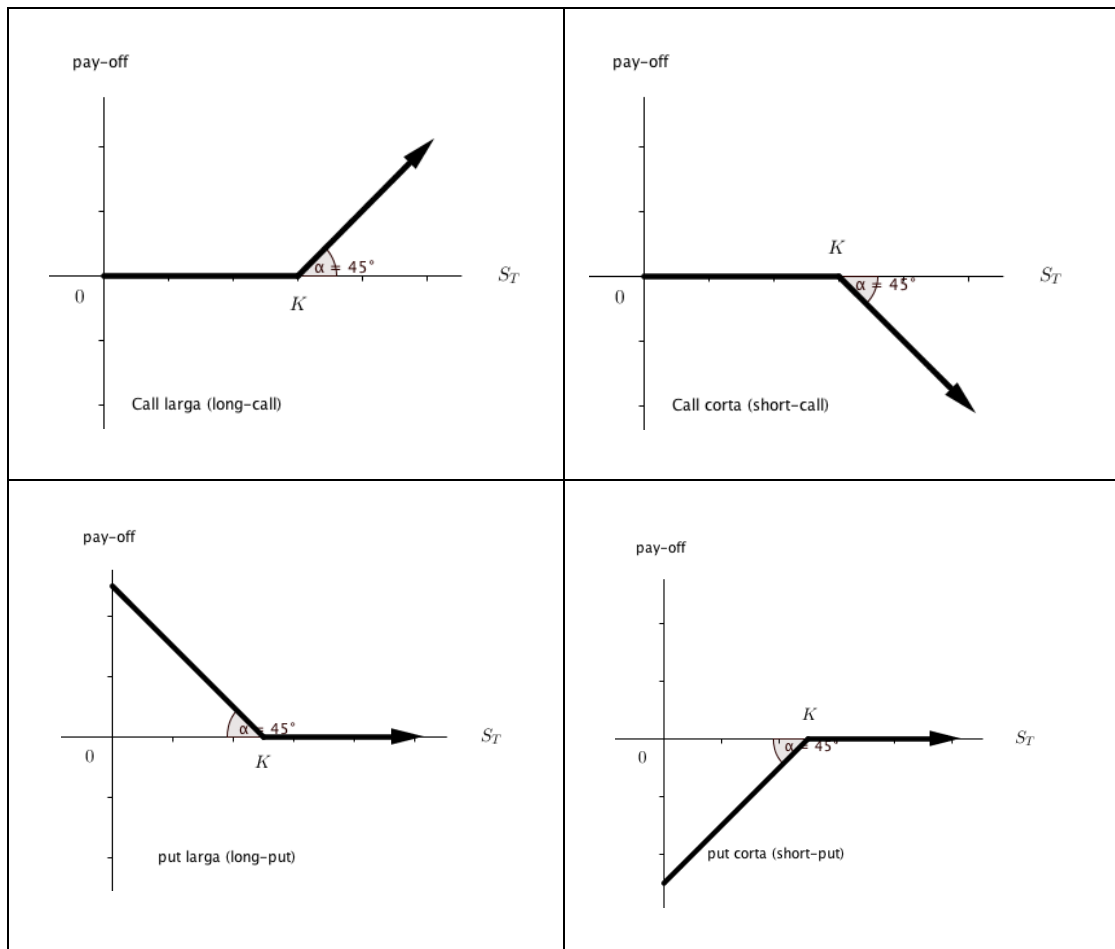 pay-off
α = 45°
S_T
0
K
Call larga (long-call)
pay-off
K
α = 45°
S_T
0
Call corta (short-call)
pay-off
α = 45°
S_T
0
K
put larga (long-put)
pay-off
K
α = 45°
S_T
0
put corta (short-put)